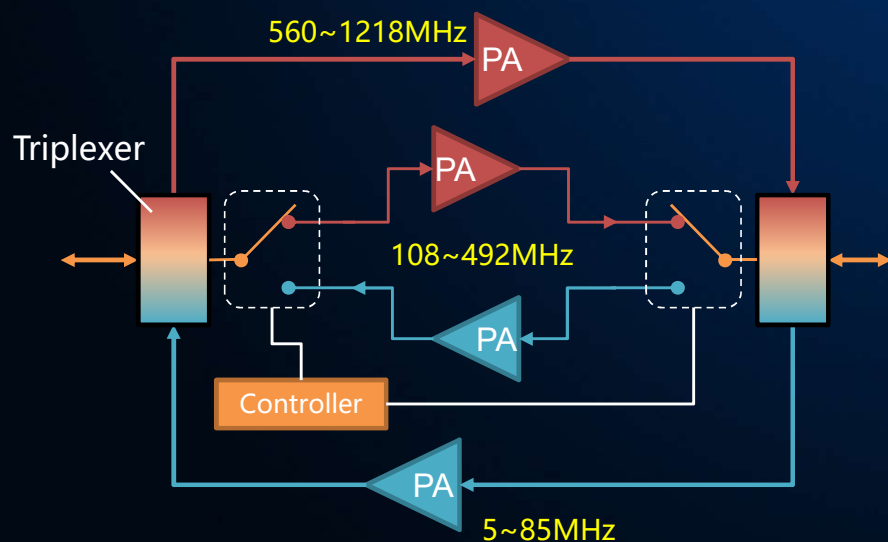 560~1218MHz
PA
Triplexer
PA
108~492MHz
PA
Controller
PA
5~85MHz